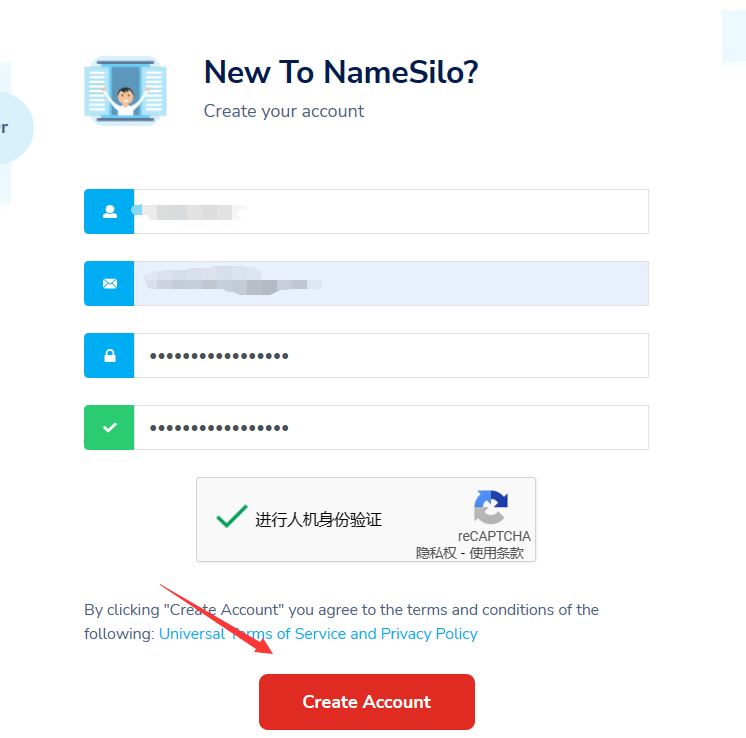 New To NameSilo?
Create your account
•••••••••••••••••
•••••••••••••••••
进行人机身份验证
reCAPTCHA
隐私权 - 使用条款
By clicking "Create Account" you agree to the terms and conditions of the
following: Universal Terms of Service and Privacy Policy
Create Account